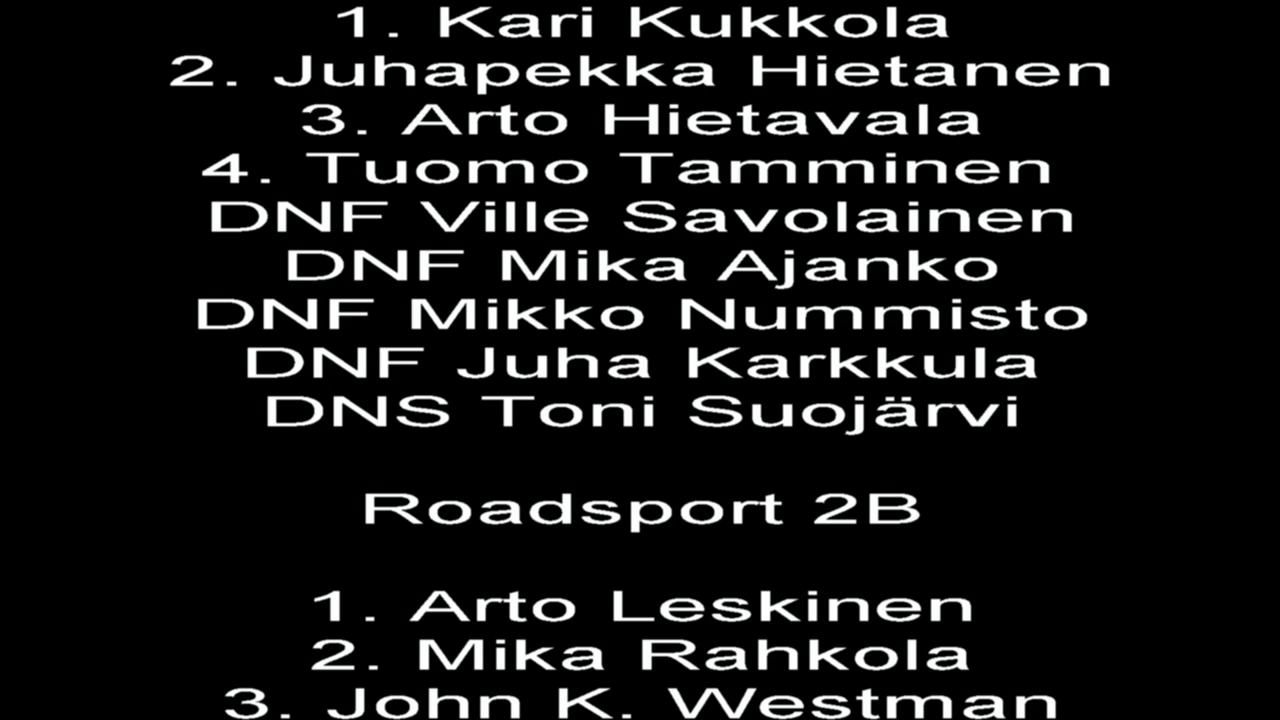 1. Kari Kukkola
2. Juhapekka Hietanen
3. Arto Hietavala
4. Tuomo Tamminen
DNF Ville Savolainen
DNF Mika Ajanko
DNF Mikko Nummisto
DNF Juha Karkkula
DNS Toni Suojärvi
Roadsport 2B
1. Arto Leskinen
2. Mika Rahkola
3. John K. Westman